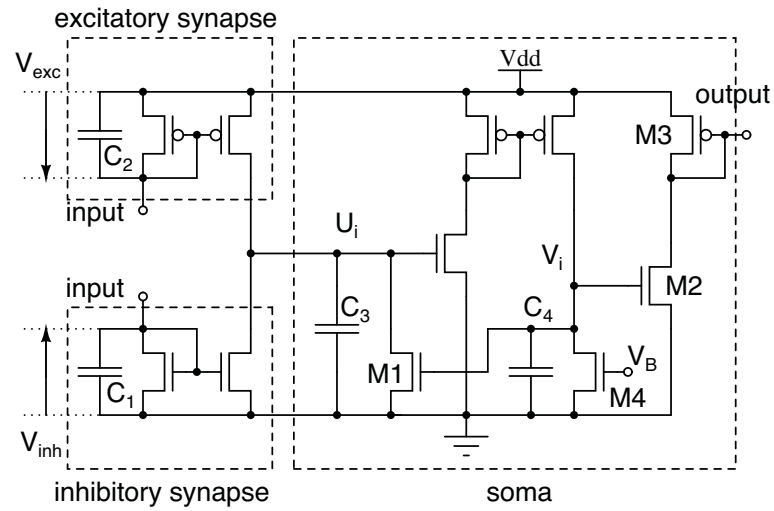 excitatory synapse
V_exc
Vdd
output
M3
C_2
input
U_i
V_i
input
M2
C_3
C_4
M1
V_B
C_1
M4
V_inh
inhibitory synapse
soma